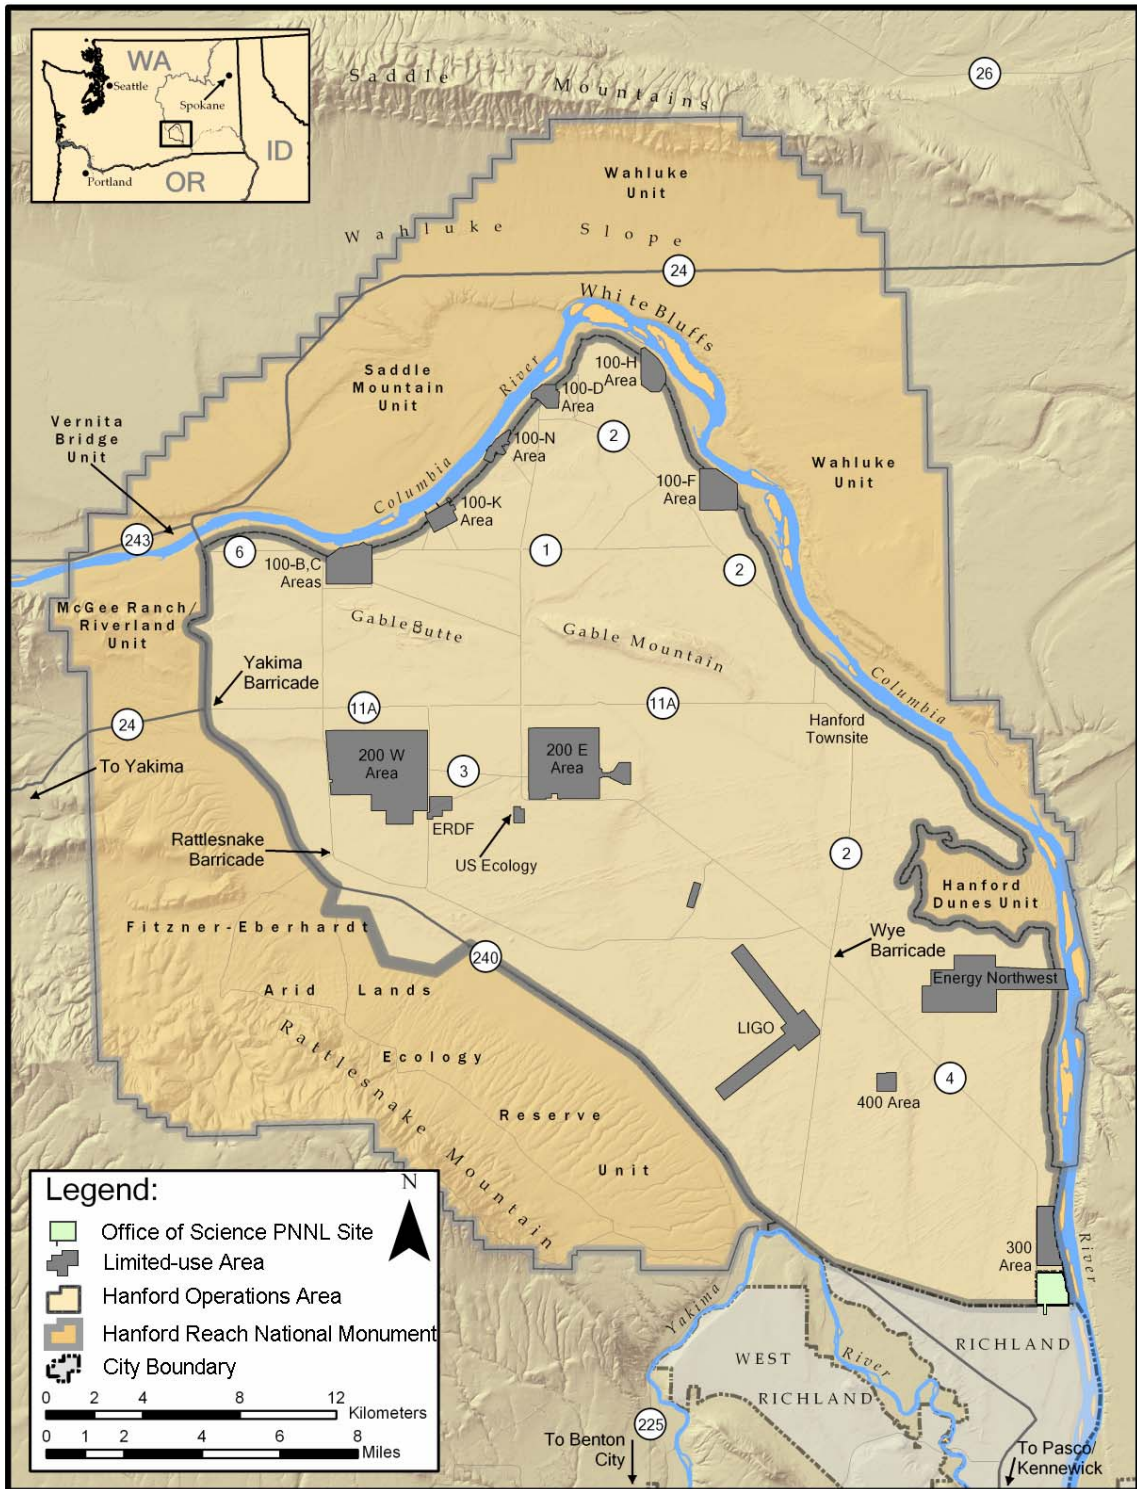 WA
Seattle
Spokane
ID
Portland
OR
Saddle
Mountains
26
Wahluke
Unit
Wahluke Slope
24
White Bluffs
Saddle
Mountain
Unit
Columbia River
100-H
Area
100-D
Area
Vernita
Bridge
Unit
100-N
Area
2
Wahluke
Unit
100-F
Area
100-K
Area
243
6
100-B,C
Areas
1
2
McGee Ranch/
Riverland
Unit
Gable Butte
Gable Mountain
Yakima
Barricade
Columbia
11A
11A
24
Hanford
Townsite
To Yakima
200 W
Area
3
200 E
Area
ERDF
US Ecology
Rattlesnake
Barricade
2
Hanford
Dunes Unit
Fitzner-Eberhardt
Wye
Barricade
240
Energy Northwest
Arid Lands
LIGO
Ecology
4
400 Area
Reserve
Unit
Rattlesnake Mountain
300
Area
River
Yakima
River
RICHLAND
WEST
RICHLAND
225
To Benton
City
To Pasco/
Kennewick
Legend:
N
Office of Science PNNL Site
Limited-use Area
Hanford Operations Area
Hanford Reach National Monument
City Boundary
0 2 4 8 12
Kilometers
0 1 2 4 6 8
Miles